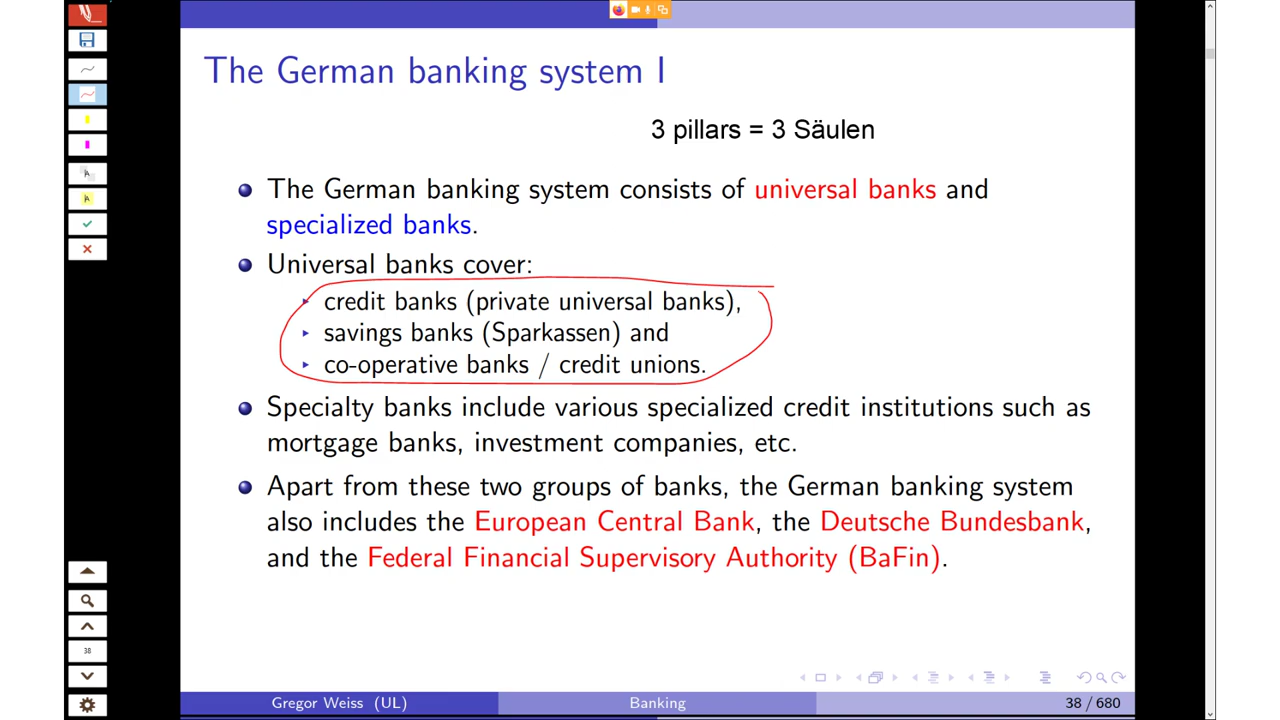 The German banking system I
3 pillars = 3 Säulen
The German banking system consists of universal banks and
specialized banks.
Universal banks cover:
credit banks (private universal banks),
savings banks (Sparkassen) and
co-operative banks / credit unions.
Specialty banks include various specialized credit institutions such as
mortgage banks, investment companies, etc.
Apart from these two groups of banks, the German banking system
also includes the European Central Bank, the Deutsche Bundesbank,
and the Federal Financial Supervisory Authority (BaFin).
38
Gregor Weiss (UL) Banking 38 / 680